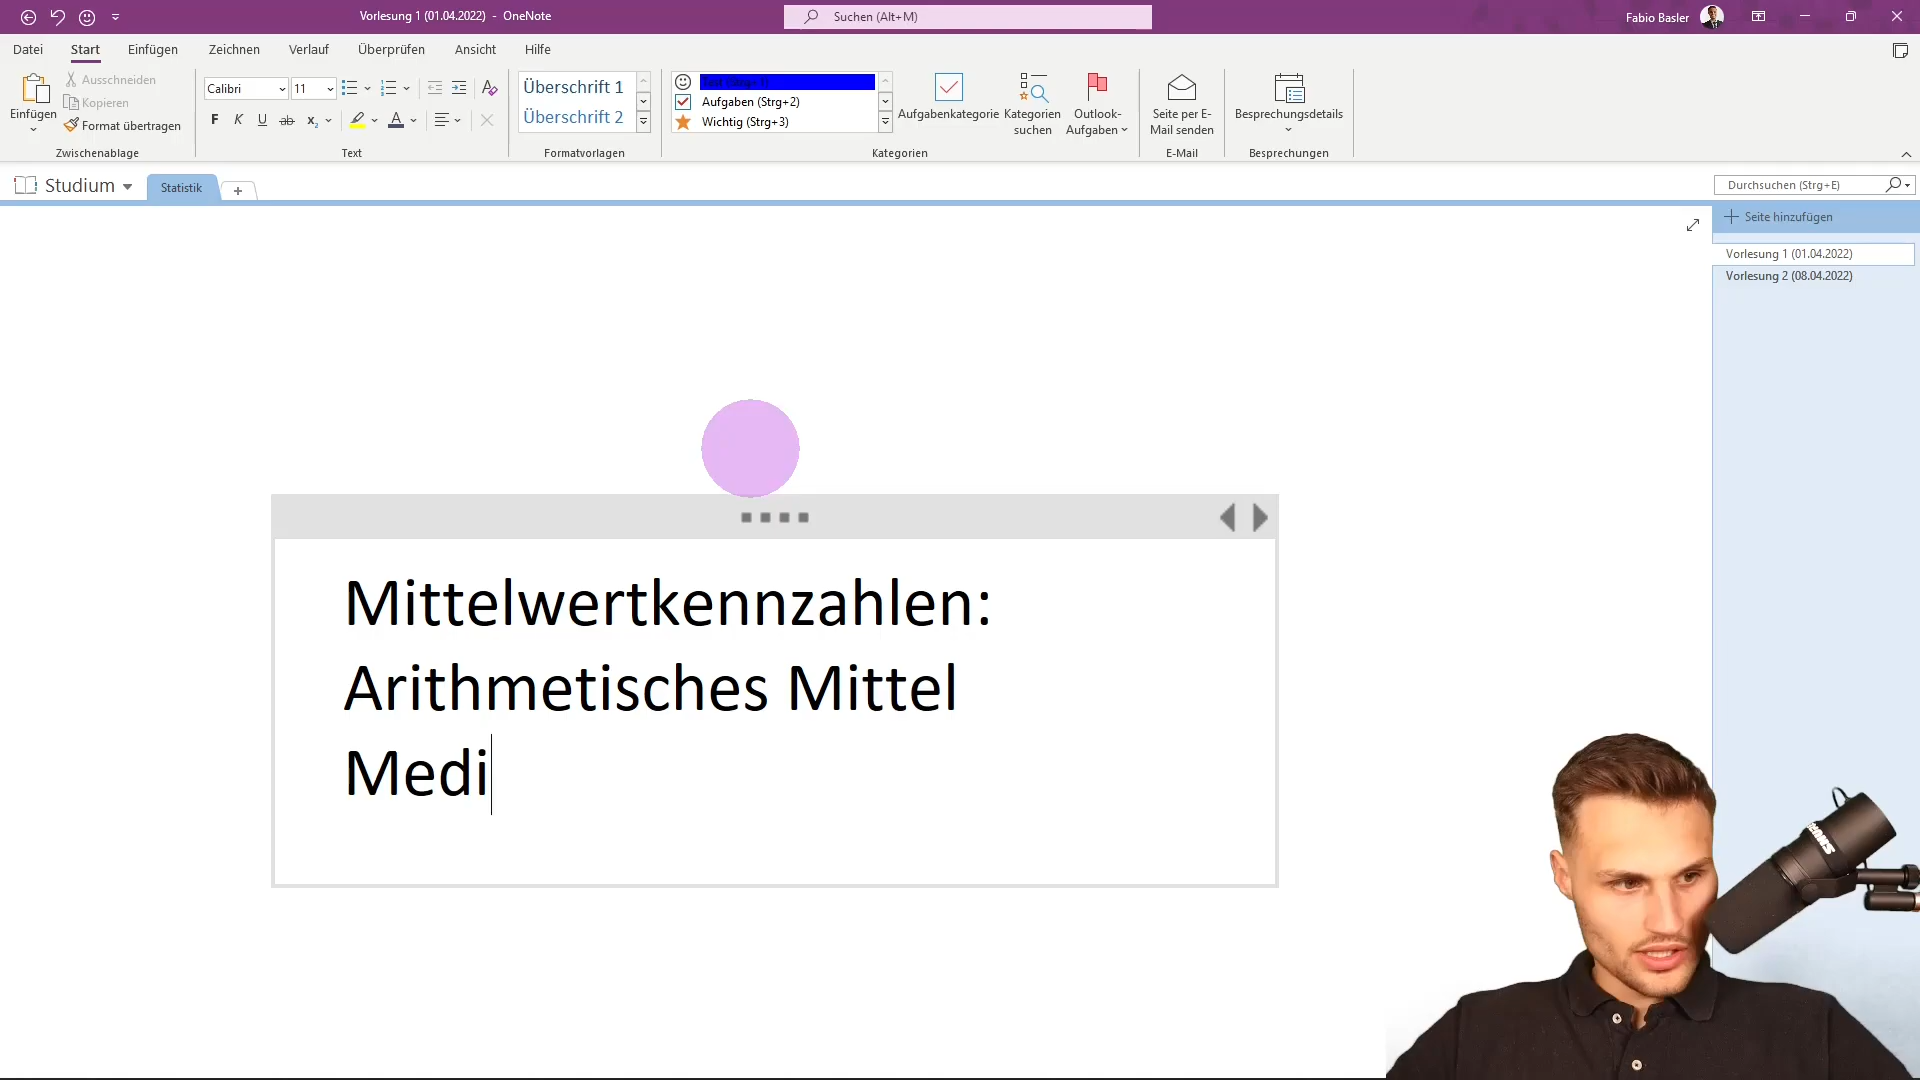 Vorlesung 1 (01.04.2022) - OneNote
Suchen (Alt+M)
Fabio Basler
Datei Start Einfügen Zeichnen Verlauf Überprüfen Ansicht Hilfe
Einfügen
Ausschneiden
Kopieren
Format übertragen
Zwischenablage
Calibri 11
F K U ab x₂ A
Text
Überschrift 1
Überschrift 2
Formatvorlagen
Aufgaben (Strg+2)
Wichtig (Strg+3)
Aufgabenkategorie
Kategorien suchen
Outlook-Aufgaben
Kategorien
Seite per E-Mail senden
E-Mail
Besprechungsdetails
Besprechungen
Studium
Statistik
Durchsuchen (Strg+E)
Seite hinzufügen
Vorlesung 1 (01.04.2022)
Vorlesung 2 (08.04.2022)
Mittelwertkennzahlen:
Arithmetisches Mittel
Medi